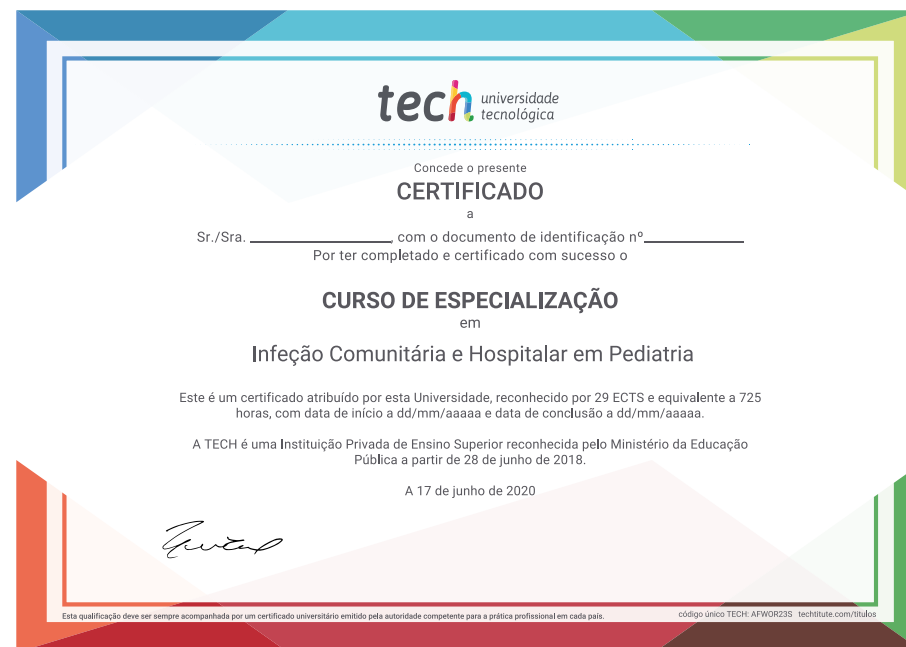 tech universidade
tecnológica
Concede o presente
CERTIFICADO
a
Sr./Sra. ________________, com o documento de identificação nº____________
Por ter completado e certificado com sucesso o
CURSO DE ESPECIALIZAÇÃO
em
Infeção Comunitária e Hospitalar em Pediatria
Este é um certificado atribuído por esta Universidade, reconhecido por 29 ECTS e equivalente a 725
horas, com data de início a dd/mm/aaaaa e data de conclusão a dd/mm/aaaaa.
A TECH é uma Instituição Privada de Ensino Superior reconhecida pelo Ministério da Educação
Pública a partir de 28 de junho de 2018.
A 17 de junho de 2020
Esta qualificação deve ser sempre acompanhada por um certificado universitário emitido pela autoridade competente para a prática profissional em cada país.
código único TECH: AFWOR23S techtitute.com/titulos